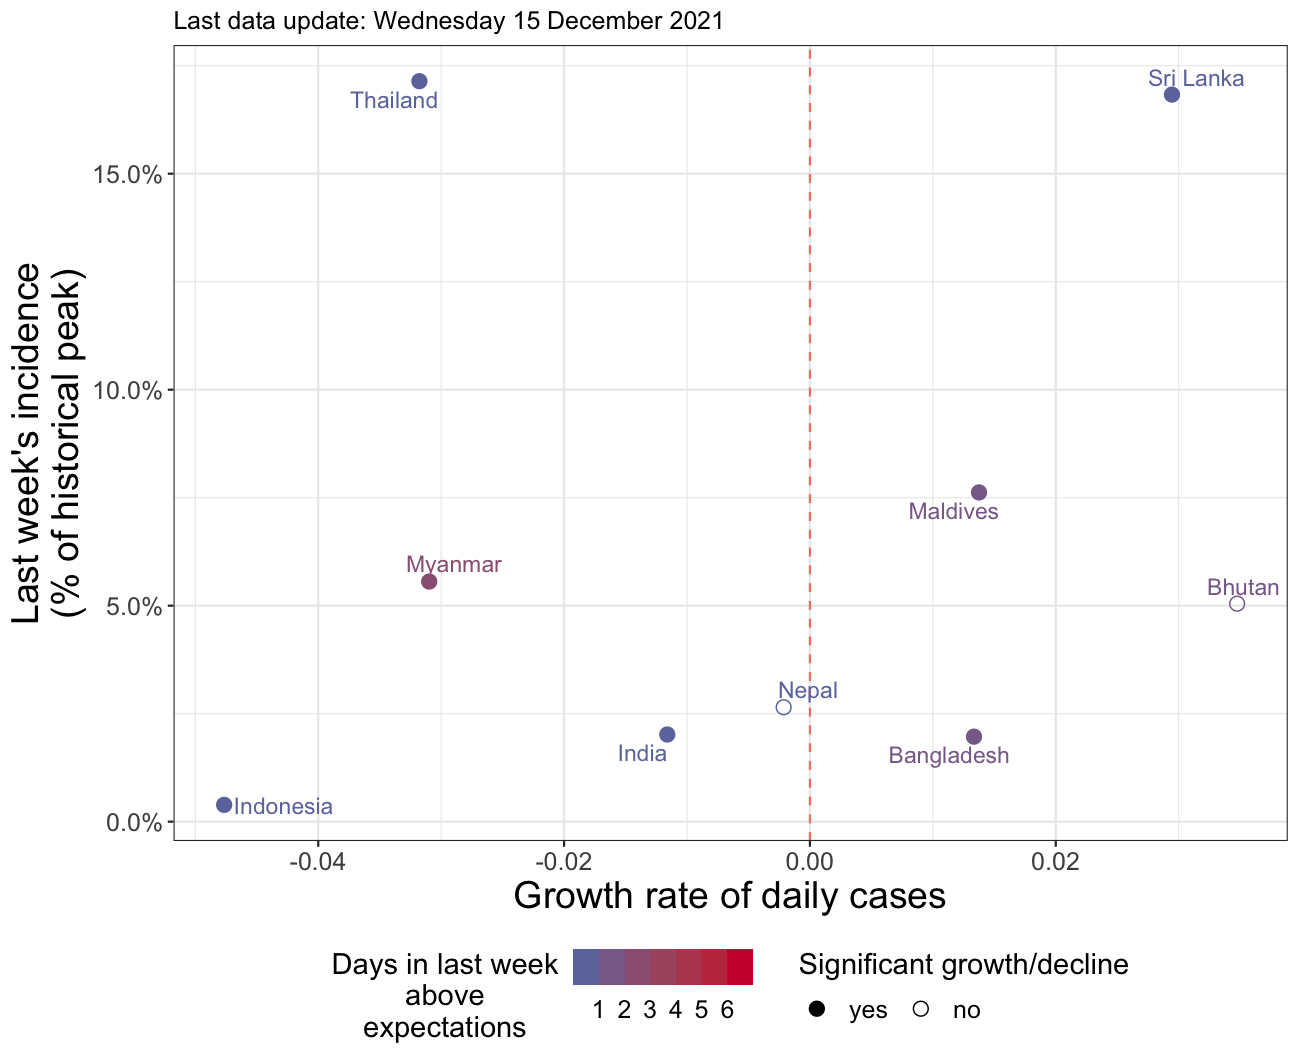 Last data update: Wednesday 15 December 2021
Thailand
Sri Lanka
15.0%
10.0%
Maldives
Myanmar
Bhutan
5.0%
Nepal
India
Bangladesh
Indonesia
0.0%
Last week's incidence
(% of historical peak)
-0.04
-0.02
0.00
0.02
Growth rate of daily cases
Days in last week
above
expectations
1 2 3 4 5 6
Significant growth/decline
yes
no